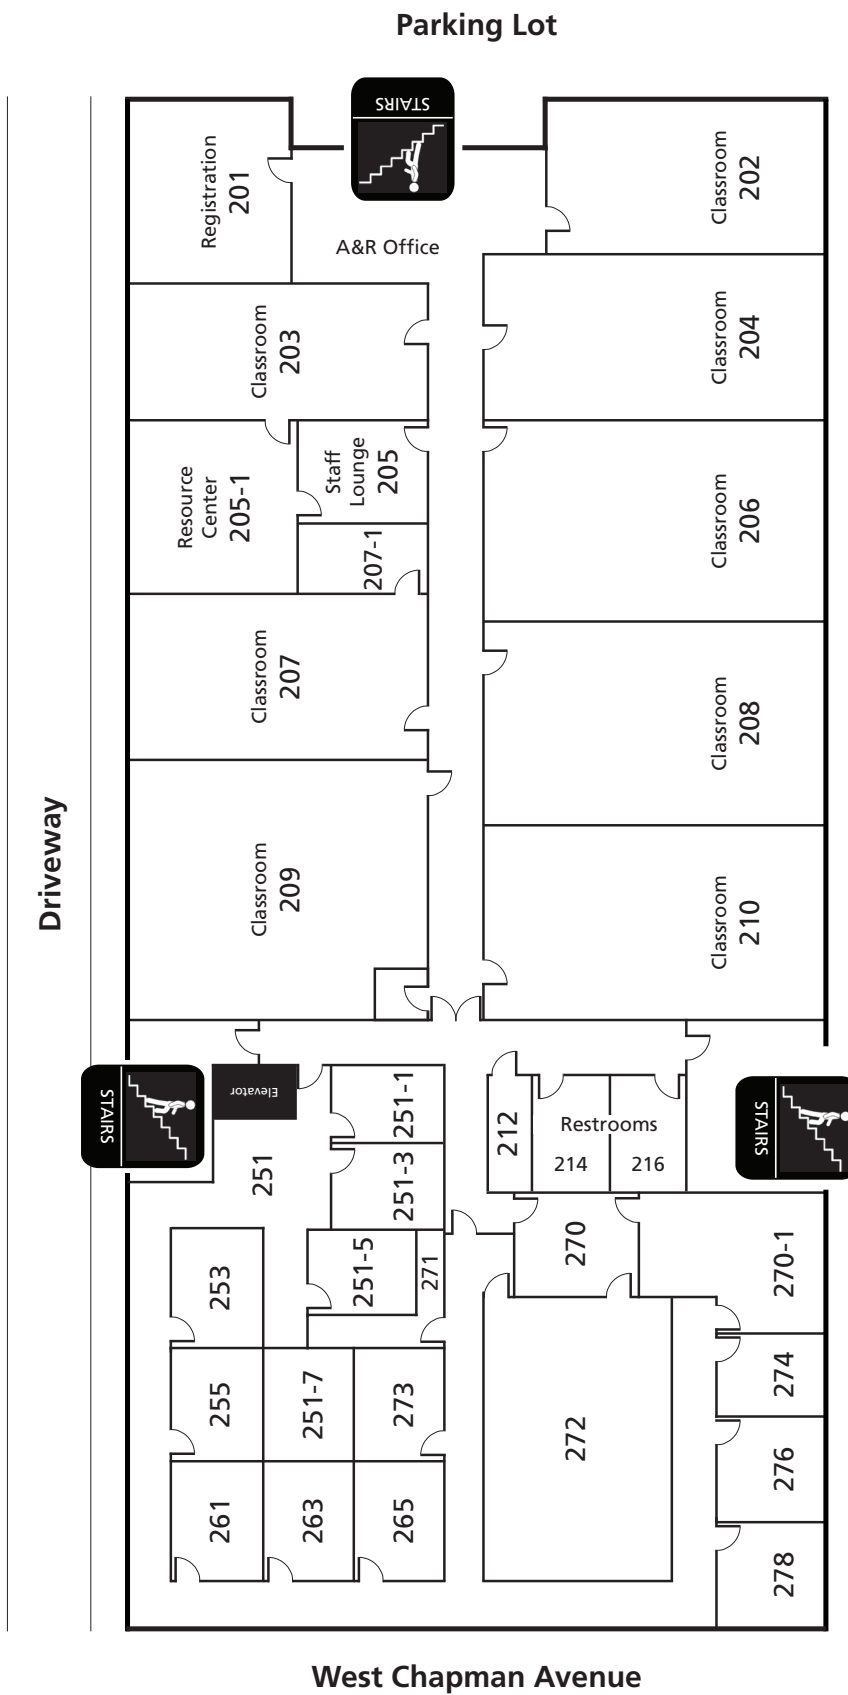 Parking Lot
STAIRS
Registration
201
Classroom
202
A&R Office
Classroom
203
Classroom
204
Resource
Center
205-1
Staff
Lounge
205
207-1
Classroom
206
Classroom
207
Classroom
208
Driveway
Classroom
209
Classroom
210
STAIRS
Elevator
251
251-1
251-3
212
Restrooms
214
216
STAIRS
253
251-5
271
270
270-1
255
251-7
273
272
274
276
261
263
265
278
West Chapman Avenue